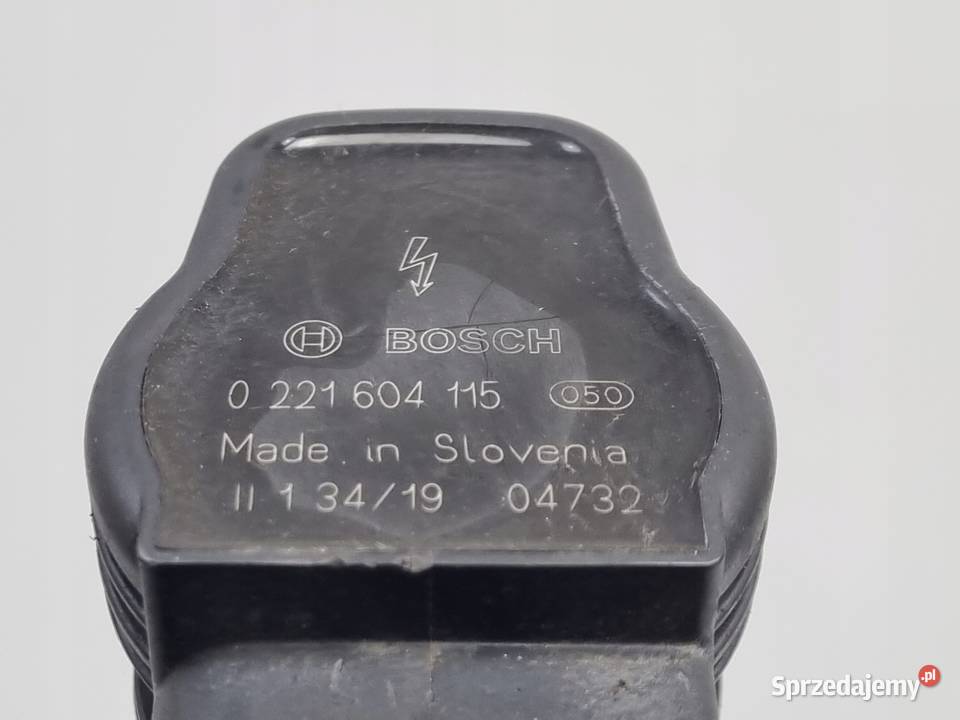 BOSCH
0 221 604 115 050
Made in Slovenia
II 1 34/19 04732
Sprzedajemy.pl